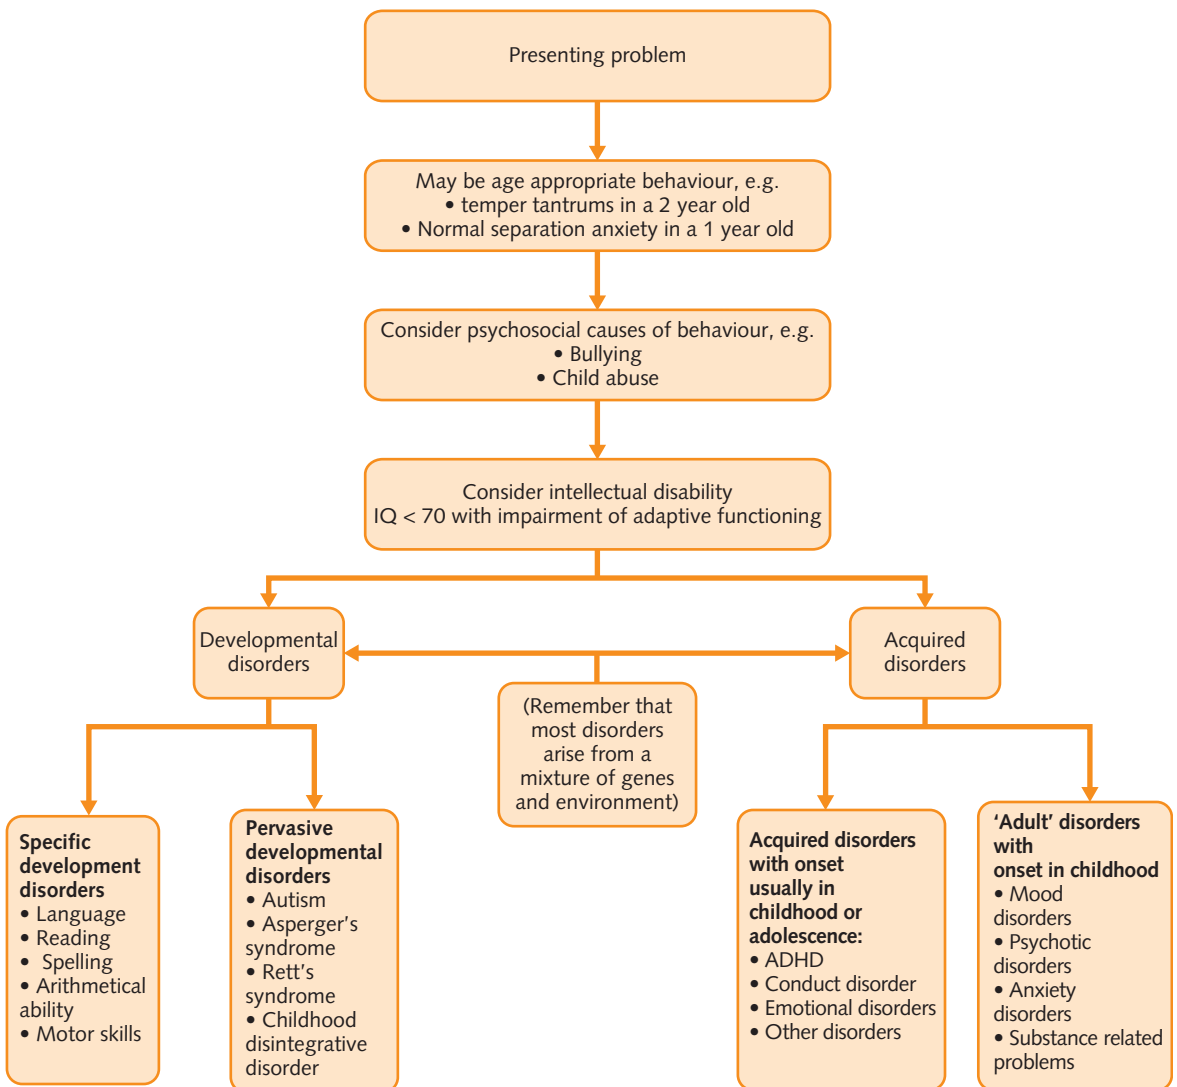 Presenting problem
May be age appropriate behaviour, e.g.
• temper tantrums in a 2 year old
• Normal separation anxiety in a 1 year old
Consider psychosocial causes of behaviour, e.g.
• Bullying
• Child abuse
Consider intellectual disability
IQ < 70 with impairment of adaptive functioning
Developmental
disorders
Acquired
disorders
(Remember that
most disorders
arise from a
mixture of genes
and environment)
Specific
development
disorders
• Language
• Reading
• Spelling
• Arithmetical
ability
• Motor skills
Pervasive
developmental
disorders
• Autism
• Asperger's
syndrome
• Rett's
syndrome
• Childhood
disintegrative
disorder
Acquired disorders
with onset
usually in
childhood or
adolescence:
• ADHD
• Conduct disorder
• Emotional disorders
• Other disorders
‘Adult’ disorders
with
onset in childhood
• Mood
disorders
• Psychotic
disorders
• Anxiety
disorders
• Substance related
problems